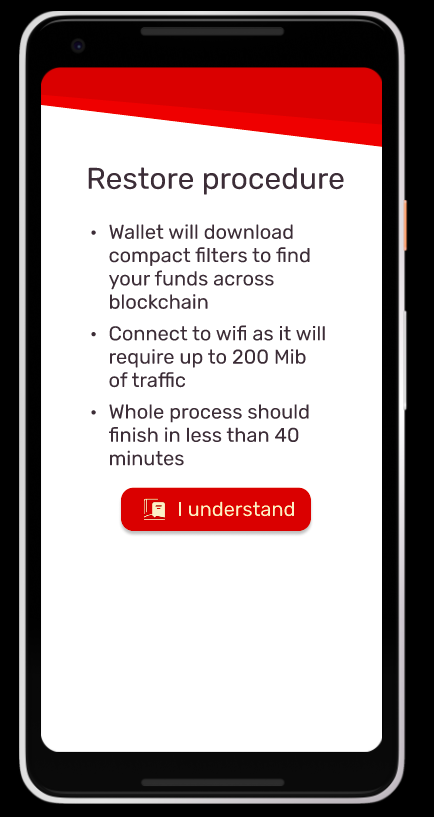 Restore procedure
• Wallet will download
compact filters to find
your funds across
blockchain
• Connect to wifi as it will
require up to 200 Mib
of traffic
• Whole process should
finish in less than 40
minutes
I understand